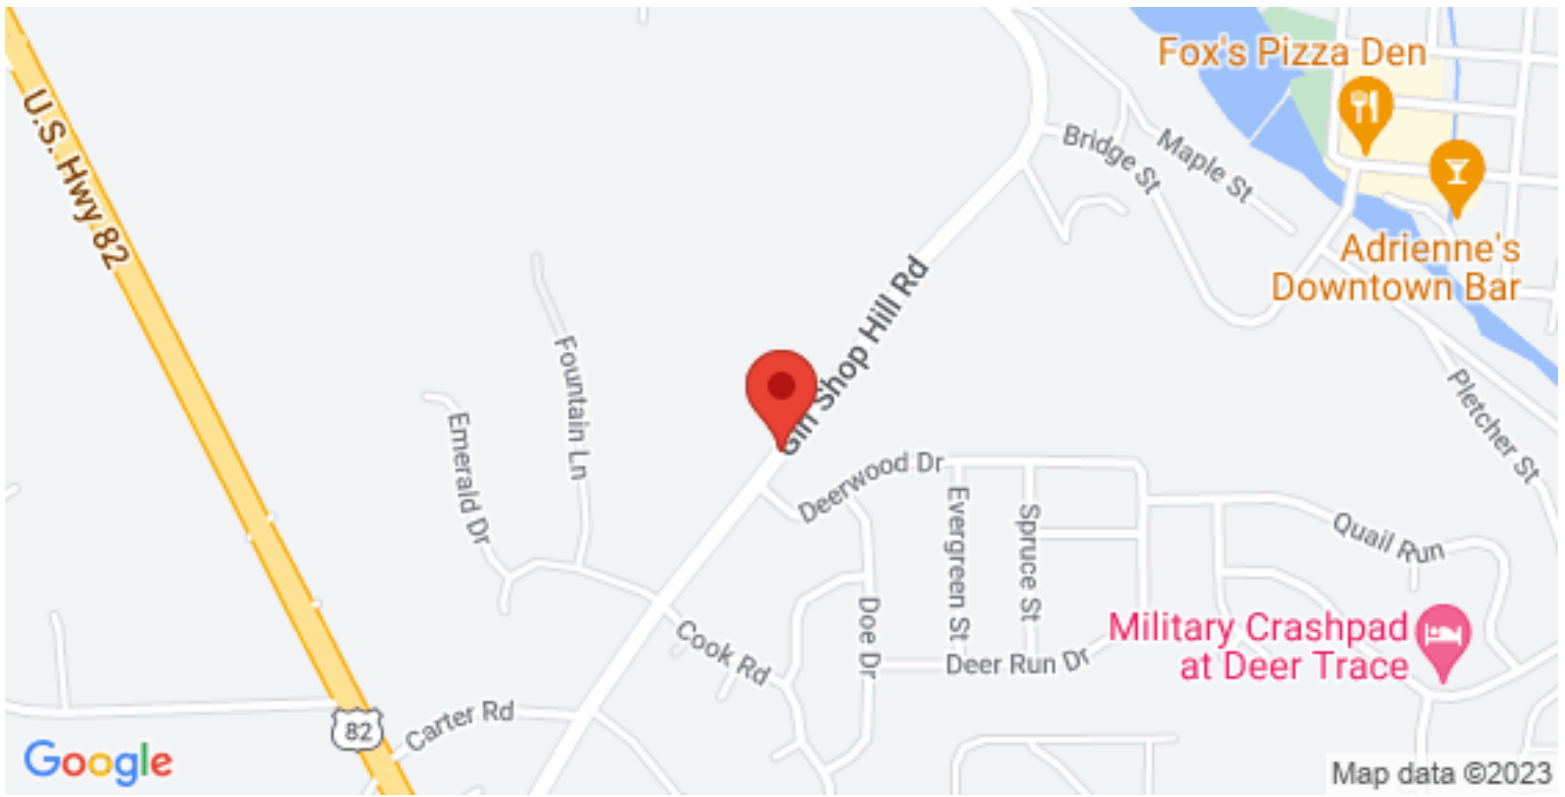 Fox's Pizza Den
U.S. Hwy 82
Bridge St
Maple St
Adrienne's
Downtown Bar
Gin Shop Hill Rd
Fountain Ln
Emerald Dr
Pletcher St
Deerwood Dr
Evergreen St
Spruce St
Quail Run
Doe Dr
Military Crashpad
at Deer Trace
Cook Rd
Deer Run Dr
Carter Rd
82
Google
Map data ©2023